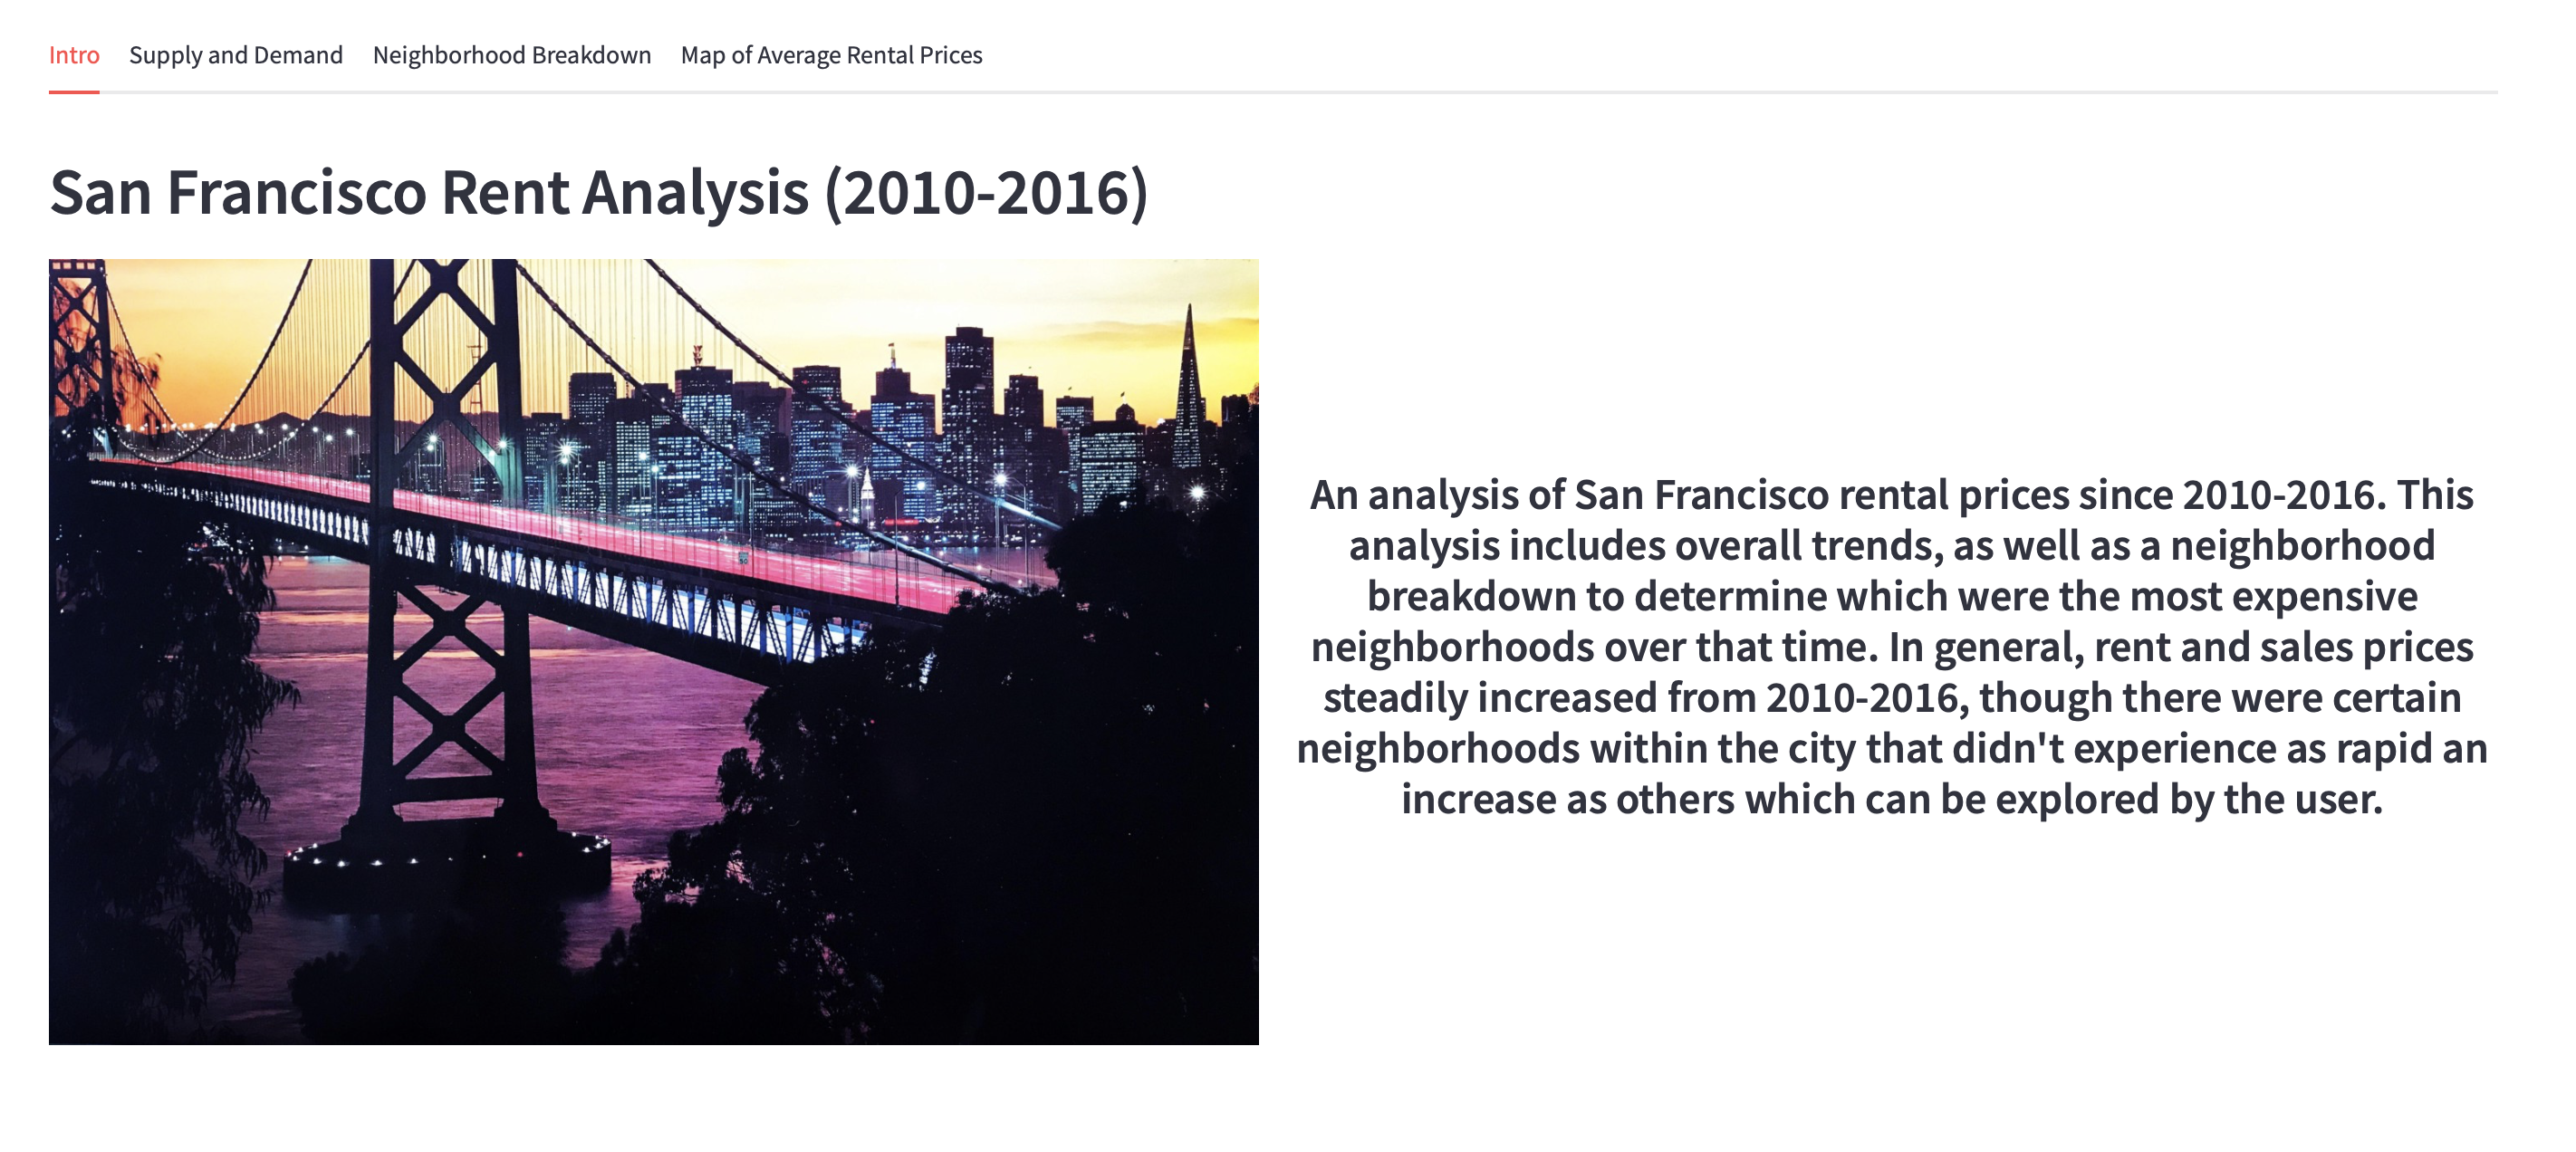 Intro Supply and Demand Neighborhood Breakdown Map of Average Rental Prices
San Francisco Rent Analysis (2010-2016)
An analysis of San Francisco rental prices since 2010-2016. This
analysis includes overall trends, as well as a neighborhood
breakdown to determine which were the most expensive
neighborhoods over that time. In general, rent and sales prices
steadily increased from 2010-2016, though there were certain
neighborhoods within the city that didn't experience as rapid an
increase as others which can be explored by the user.